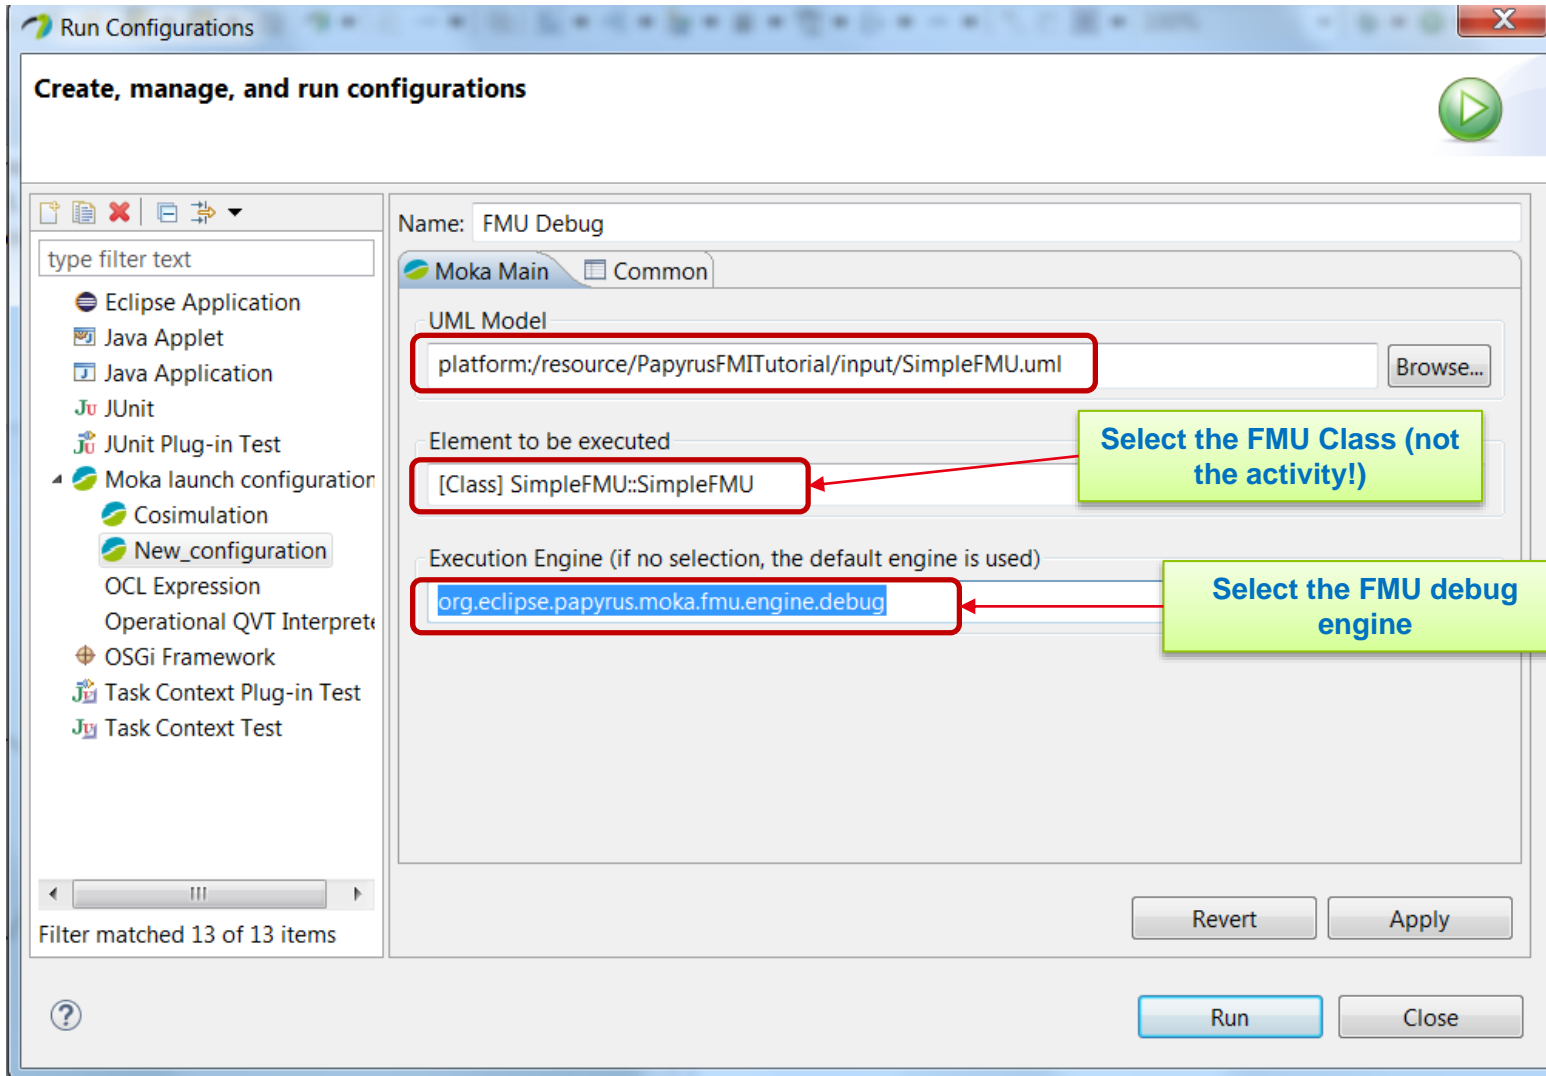 Run Configurations
Create, manage, and run configurations
type filter text
Eclipse Application
Java Applet
Java Application
JUnit
JUnit Plug-in Test
Moka launch configuration
Cosimulation
New_configuration
OCL Expression
Operational QVT Interprete
OSGi Framework
Task Context Plug-in Test
Task Context Test
Filter matched 13 of 13 items
Name: FMU Debug
Moka Main Common
UML Model
platform:/resource/PapyrusFMITutorial/input/SimpleFMU.uml
Browse...
Element to be executed
[Class] SimpleFMU::SimpleFMU
Select the FMU Class (not
the activity!)
Execution Engine (if no selection, the default engine is used)
org.eclipse.papyrus.moka.fmu.engine.debug
Select the FMU debug
engine
Revert Apply
Run Close